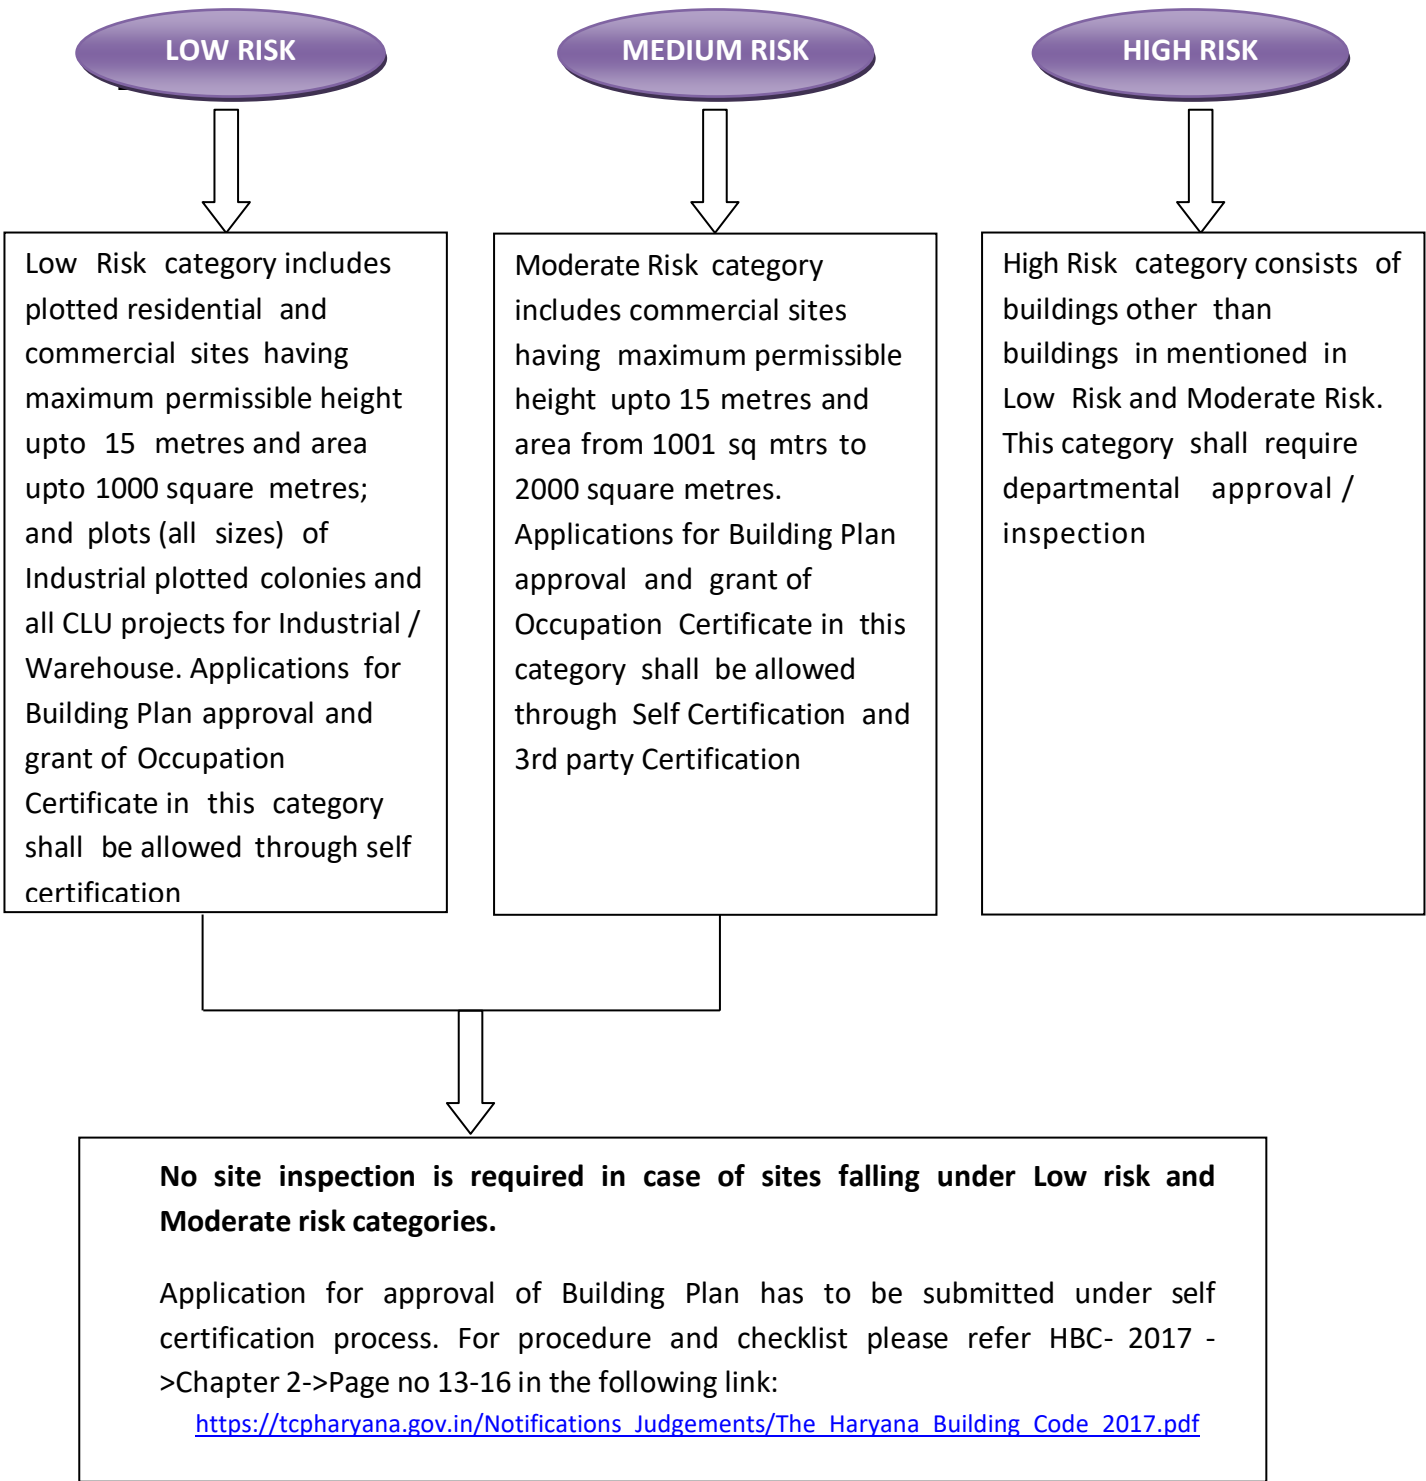 LOW RISK
MEDIUM RISK
HIGH RISK
Low Risk category includes
plotted residential and
commercial sites having
maximum permissible height
upto 15 metres and area
upto 1000 square metres;
and plots (all sizes) of
Industrial plotted colonies and
all CLU projects for Industrial /
Warehouse. Applications for
Building Plan approval and
grant of Occupation
Certificate in this category
shall be allowed through self
certification
Moderate Risk category
includes commercial sites
having maximum permissible
height upto 15 metres and
area from 1001 sq mtrs to
2000 square metres.
Applications for Building Plan
approval and grant of
Occupation Certificate in this
category shall be allowed
through Self Certification and
3rd party Certification
High Risk category consists of
buildings other than
buildings in mentioned in
Low Risk and Moderate Risk.
This category shall require
departmental approval /
inspection
No site inspection is required in case of sites falling under Low risk and
Moderate risk categories.
Application for approval of Building Plan has to be submitted under self
certification process. For procedure and checklist please refer HBC- 2017 -
>Chapter 2->Page no 13-16 in the following link:
https://tcpharyana.gov.in/Notifications_Judgements/The_Haryana_Building_Code_2017.pdf